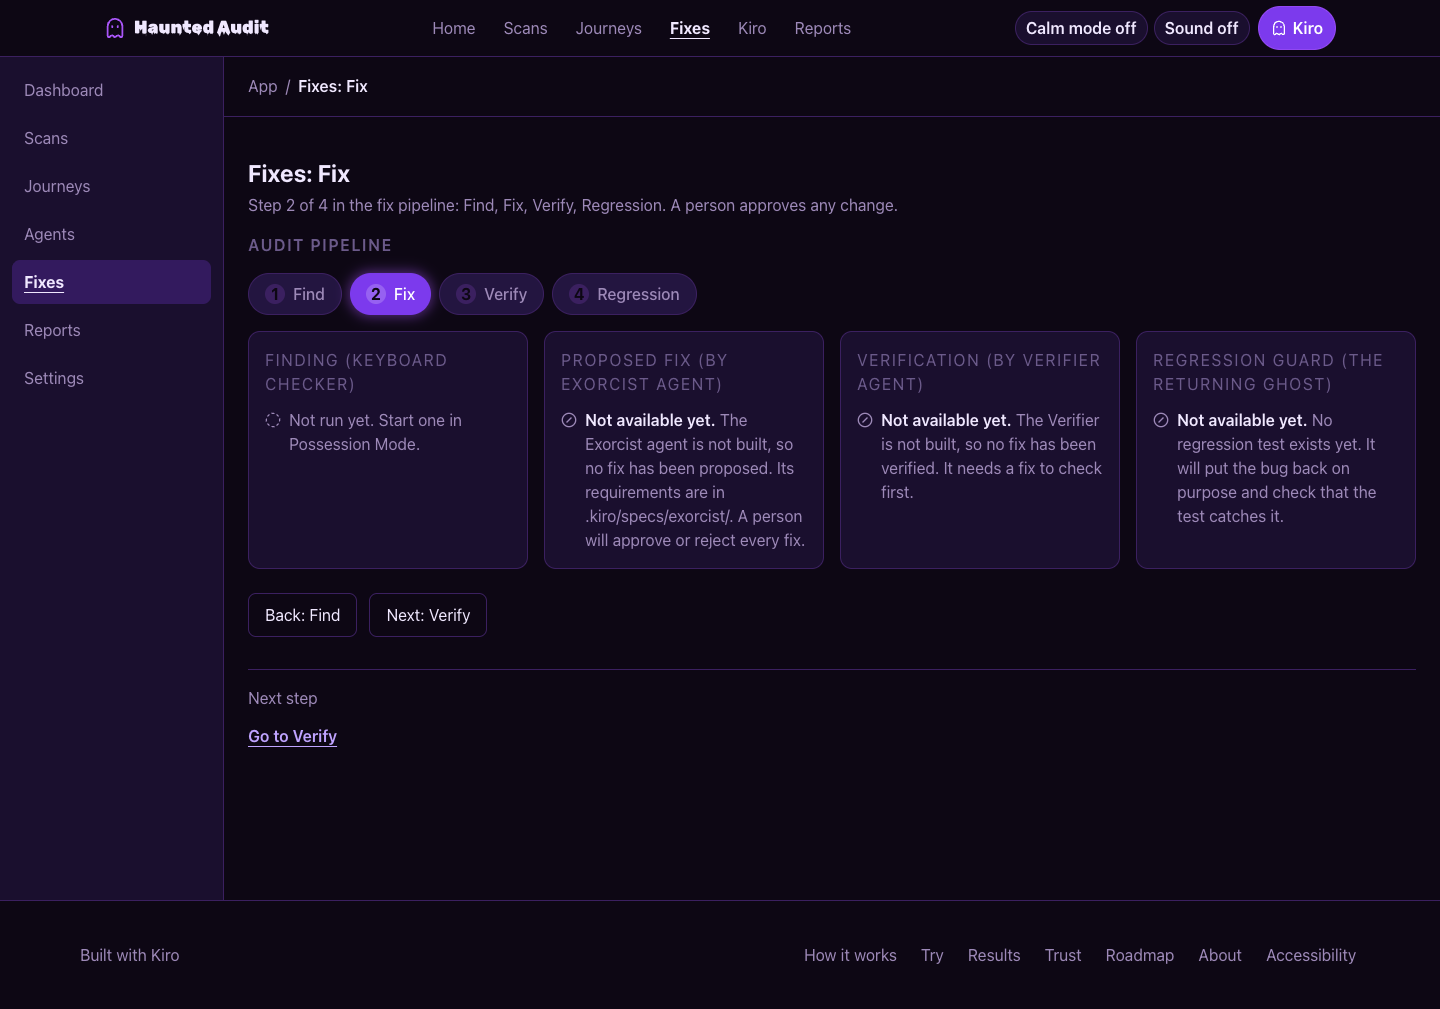 Haunted Audit
Home
Scans
Journeys
Fixes
Kiro
Reports
Calm mode off
Sound off
Kiro
Dashboard
Scans
Journeys
Agents
Fixes
Reports
Settings
App / Fixes: Fix
Fixes: Fix
Step 2 of 4 in the fix pipeline: Find, Fix, Verify, Regression. A person approves any change.
AUDIT PIPELINE
1 Find
2 Fix
3 Verify
4 Regression
FINDING (KEYBOARD
CHECKER)
Not run yet. Start one in
Possession Mode.
PROPOSED FIX (BY
EXORCIST AGENT)
Not available yet. The
Exorcist agent is not built, so
no fix has been proposed. Its
requirements are in
.kiro/specs/exorcist/. A person
will approve or reject every fix.
VERIFICATION (BY VERIFIER
AGENT)
Not available yet. The Verifier
is not built, so no fix has been
verified. It needs a fix to check
first.
REGRESSION GUARD (THE
RETURNING GHOST)
Not available yet. No
regression test exists yet. It
will put the bug back on
purpose and check that the
test catches it.
Back: Find
Next: Verify
Next step
Go to Verify
Built with Kiro
How it works
Try
Results
Trust
Roadmap
About
Accessibility